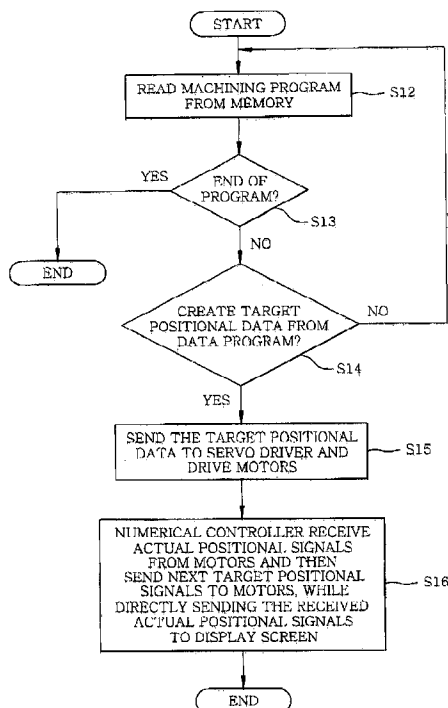 START
READ MACHINING PROGRAM
FROM MEMORY
S12
YES
END OF
PROGRAM?
S13
NO
END
CREATE TARGET
POSITIONAL DATA FROM
DATA PROGRAM?
NO
S14
YES
SEND THE TARGET POSITIONAL
DATA TO SERVO DRIVER AND
DRIVE MOTORS
S15
NUMERICAL CONTROLLER RECEIVE
ACTUAL POSITIONAL SIGNALS
FROM MOTORS AND THEN
SEND NEXT TARGET POSITIONAL
SIGNALS TO MOTORS, WHILE
DIRECTLY SENDING THE RECEIVED
ACTUAL POSITIONAL SIGNALS
TO DISPLAY SCREEN
S16
END